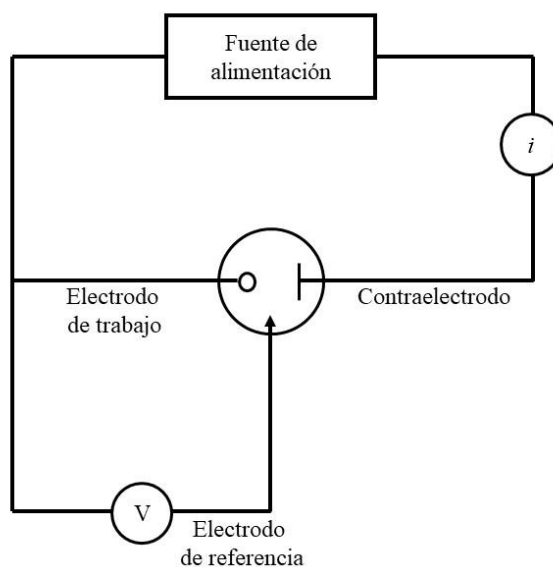 Fuente de
alimentación
i
Electrodo
de trabajo
Contraelectrodo
V
Electrodo
de referencia